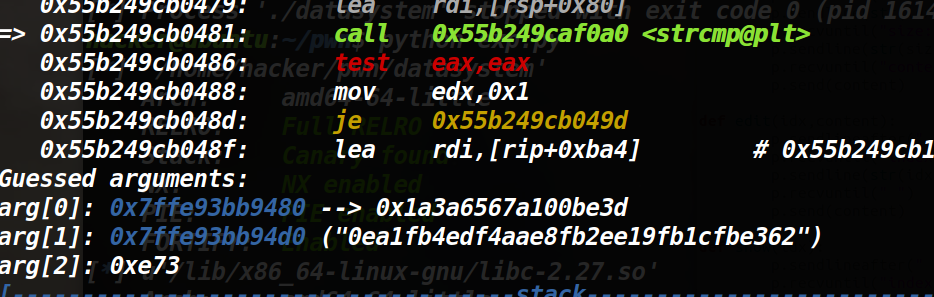 0x55b249cb0479: lea rdi,[rsp+0x80]
=> 0x55b249cb0481: call 0x55b249caf0a0 <strcmp@plt>
0x55b249cb0486: test eax,eax
0x55b249cb0488: mov edx,0x1
0x55b249cb048d: je 0x55b249cb049d
0x55b249cb048f: lea rdi,[rip+0xba4] # 0x55b249cb1
Guessed arguments:
arg[0]: 0x7ffe93bb9480 --> 0x1a3a6567a100be3d
arg[1]: 0x7ffe93bb94d0 ("0ea1fb4edf4aae8fb2ee19fb1cfbe362")
arg[2]: 0xe73
[------------------------------------stack